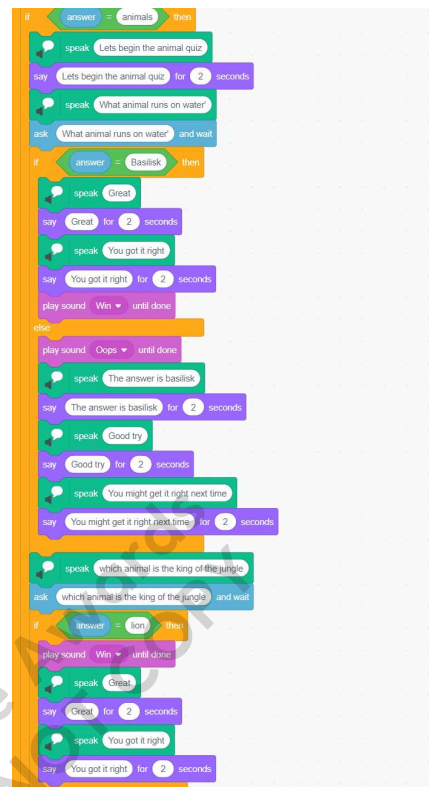 if answer = animals then
speak Lets begin the animal quiz
say Lets begin the animal quiz for 2 seconds
speak What animal runs on water'
ask What animal runs on water' and wait
if answer = Basilisk then
speak Great
say Great for 2 seconds
speak You got it right
say You got it right for 2 seconds
play sound Win until done
else
play sound Oops until done
speak The answer is basilisk
say The answer is basilisk for 2 seconds
speak Good try
say Good try for 2 seconds
speak You might get it right next time
say You might get it right next time for 2 seconds
speak which animal is the king of the jungle
ask which animal is the king of the jungle and wait
if answer = lion then
play sound Win until done
speak Great
say Great for 2 seconds
speak You got it right
say You got it right for 2 seconds